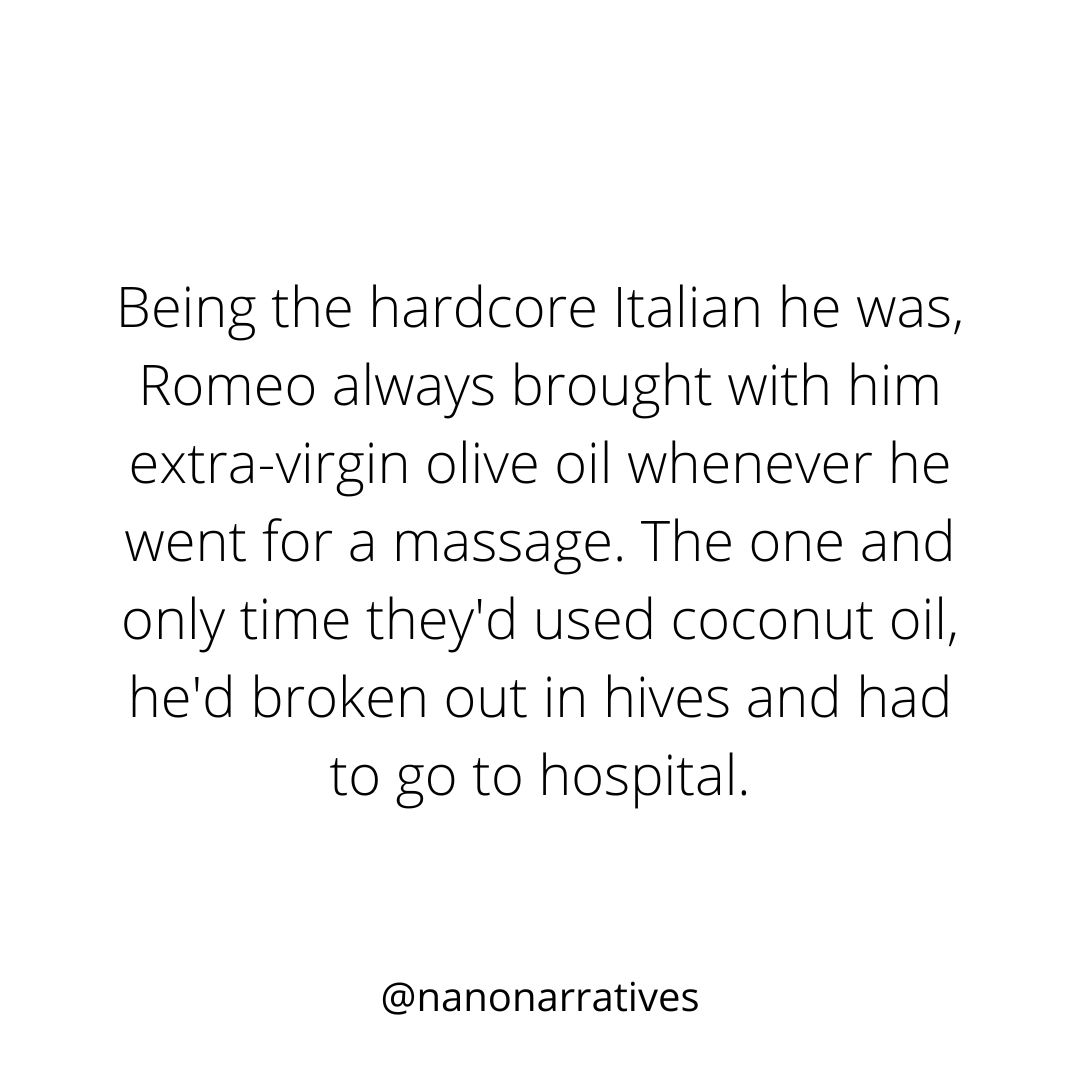 Being the hardcore Italian he was,
Romeo always brought with him
extra-virgin olive oil whenever he
went for a massage. The one and
only time they'd used coconut oil,
he'd broken out in hives and had
to go to hospital.
@nanonarratives